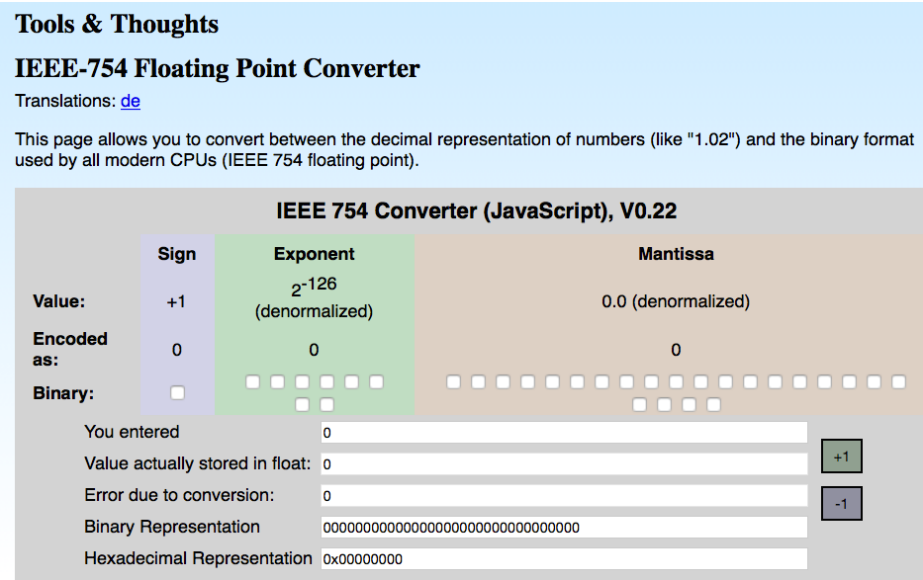 Tools & Thoughts
IEEE-754 Floating Point Converter
Translations: de
This page allows you to convert between the decimal representation of numbers (like "1.02") and the binary format
used by all modern CPUs (IEEE 754 floating point).
IEEE 754 Converter (JavaScript), V0.22
Sign Exponent Mantissa
Value: +1 2^-126 (denormalized) 0.0 (denormalized)
Encoded as: 0 0 0
Binary:
You entered 0
Value actually stored in float: 0
+1
Error due to conversion: 0
-1
Binary Representation 00000000000000000000000000000000
Hexadecimal Representation 0x00000000